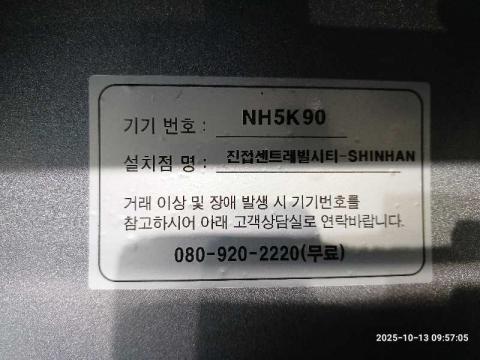 기기 번호 : NH5K90
설치점 명 : 진접센트레빌시티-SHINHAN
거래 이상 및 장애 발생 시 기기번호를
참고하시어 아래 고객상담실로 연락바랍니다.
080-920-2220(무료)
2025-10-13 09:57:05